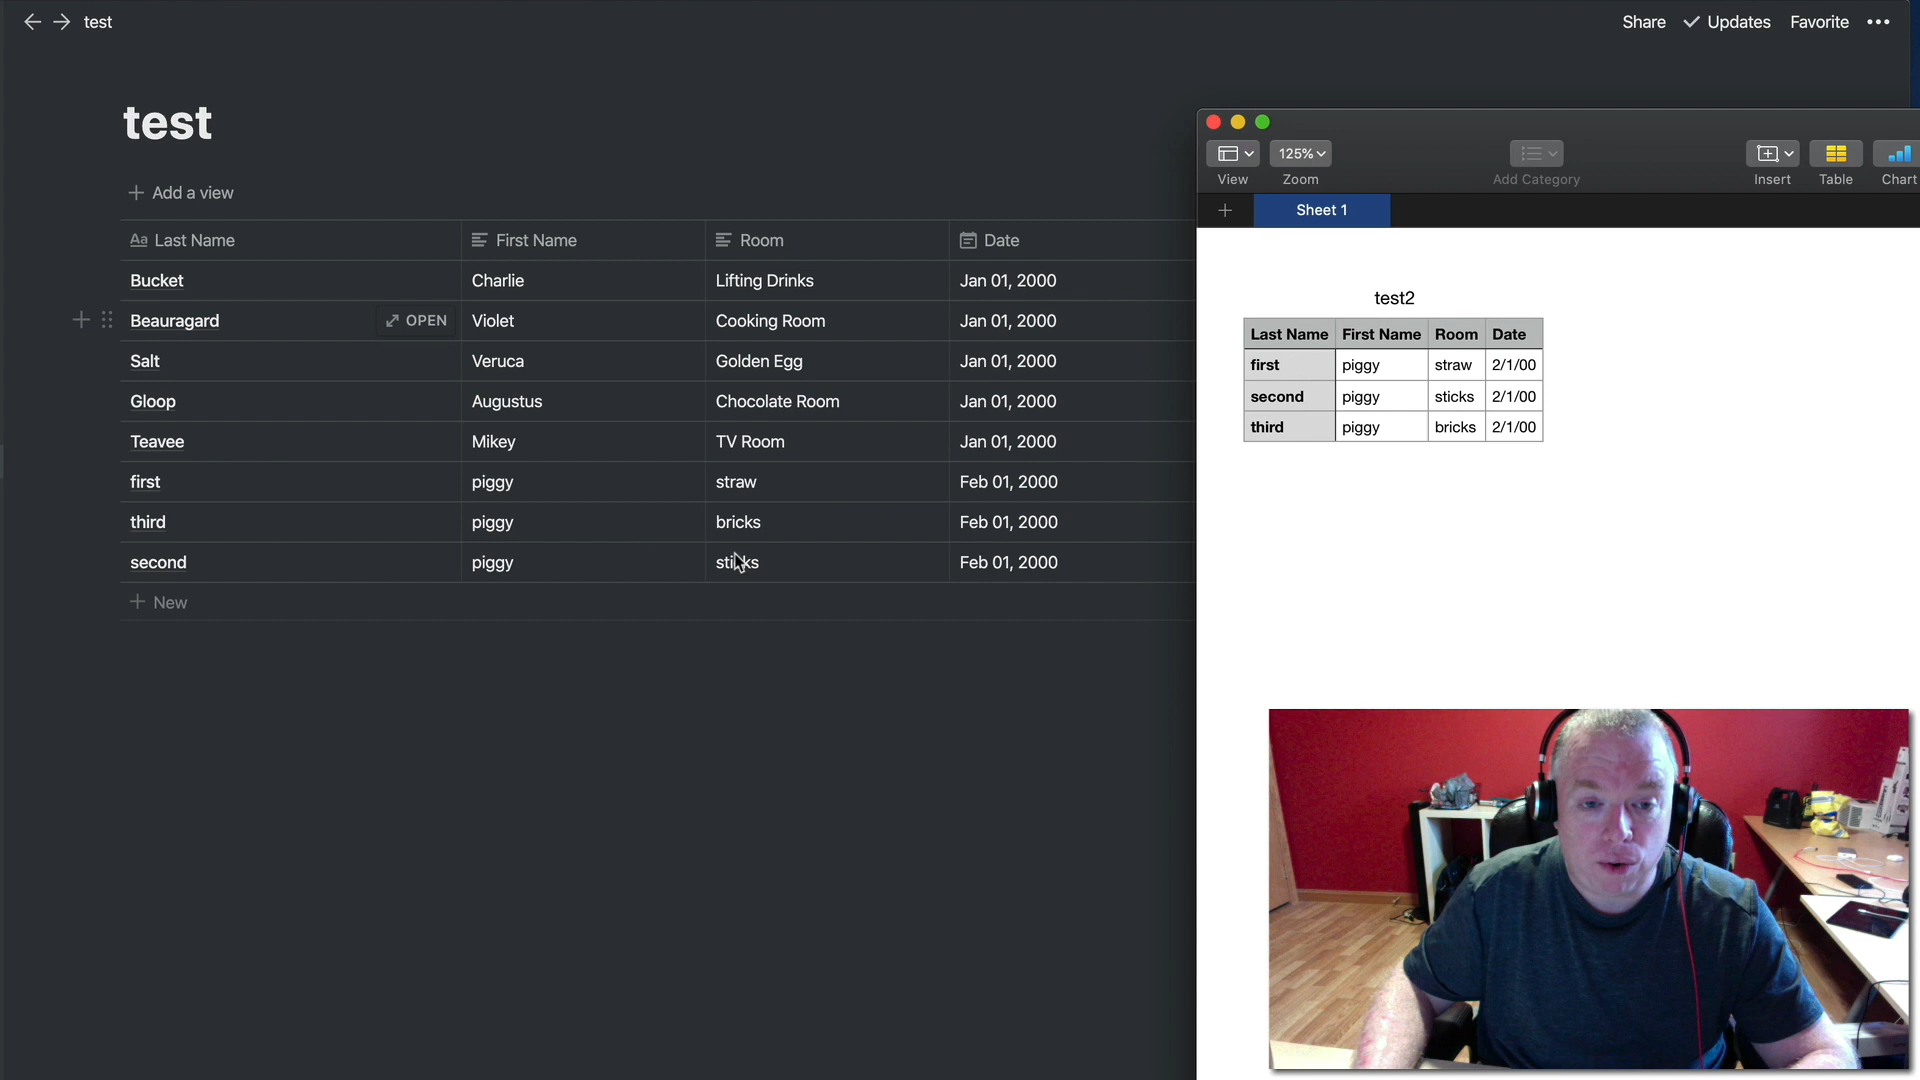 test
Share Updates Favorite
test
Add a view
Last Name First Name Room Date
Bucket Charlie Lifting Drinks Jan 01, 2000
Beauragard OPEN Violet Cooking Room Jan 01, 2000
Salt Veruca Golden Egg Jan 01, 2000
Gloop Augustus Chocolate Room Jan 01, 2000
Teavee Mikey TV Room Jan 01, 2000
first piggy straw Feb 01, 2000
third piggy bricks Feb 01, 2000
second piggy sticks Feb 01, 2000
New
125%
View Zoom Add Category Insert Table Chart
Sheet 1
test2
Last Name First Name Room Date
first piggy straw 2/1/00
second piggy sticks 2/1/00
third piggy bricks 2/1/00